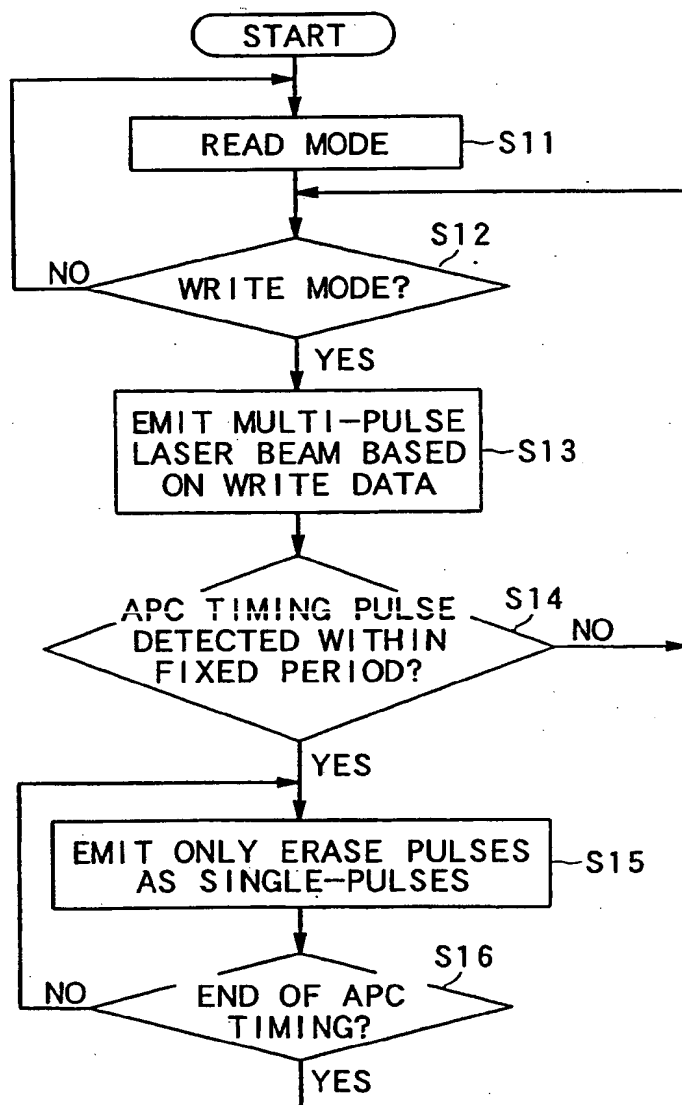 START
READ MODE
S11
S12
NO
WRITE MODE?
YES
EMIT MULTI-PULSE
LASER BEAM BASED
ON WRITE DATA
S13
APC TIMING PULSE
DETECTED WITHIN
FIXED PERIOD?
S14
NO
YES
EMIT ONLY ERASE PULSES
AS SINGLE-PULSES
S15
S16
NO
END OF APC
TIMING?
YES